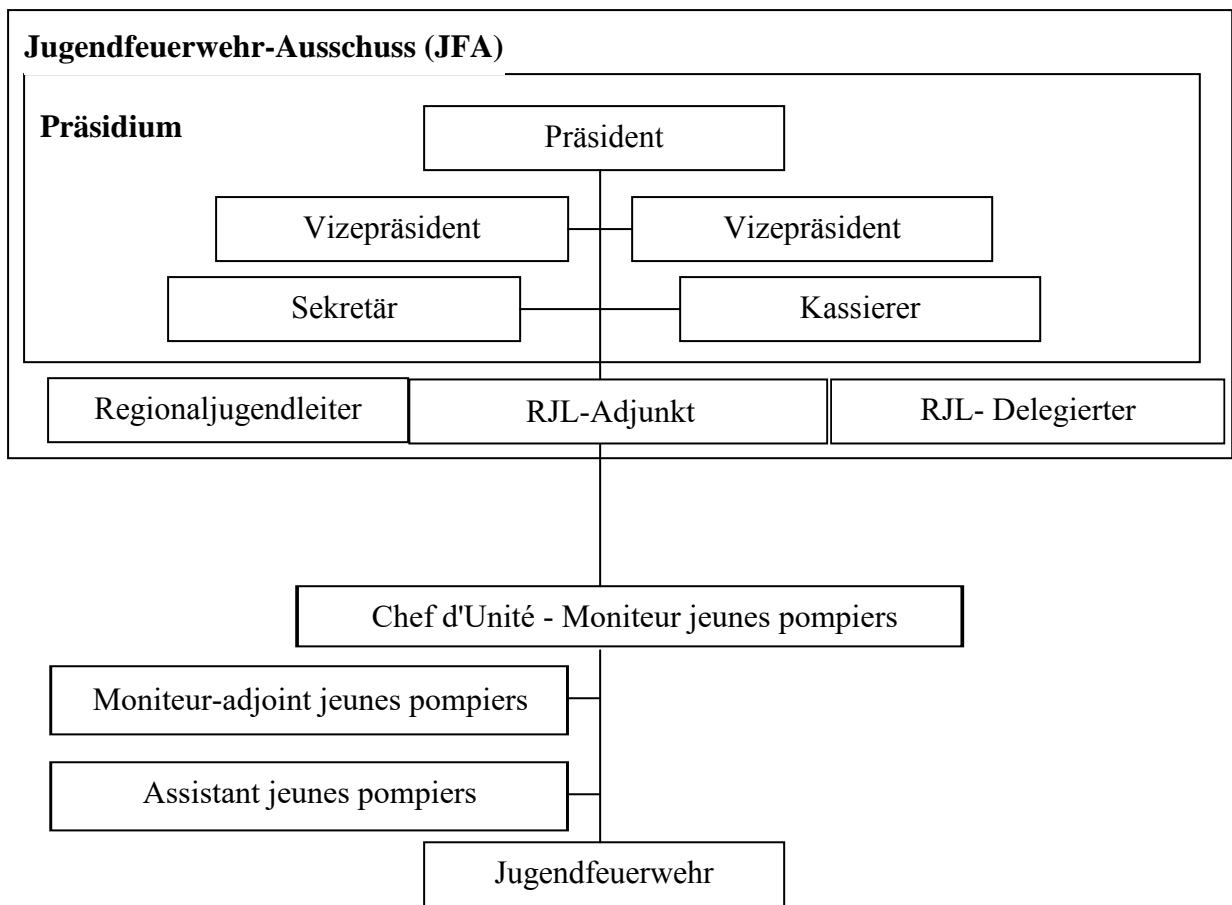 Jugendfeuerwehr-Ausschuss (JFA)
Präsidium
Präsident
Vizepräsident
Vizepräsident
Sekretär
Kassierer
Regionaljugendleiter
RJL-Adjunkt
RJL- Delegierter
Chef d'Unité - Moniteur jeunes pompiers
Moniteur-adjoint jeunes pompiers
Assistant jeunes pompiers
Jugendfeuerwehr